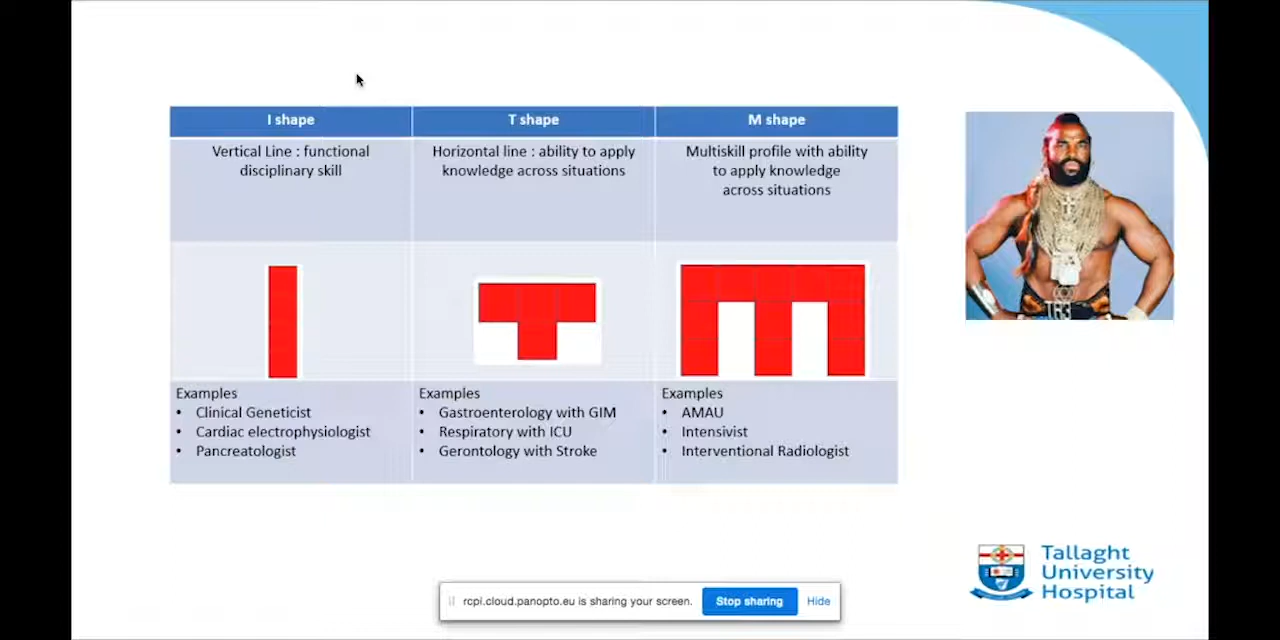 I shape
T shape
M shape
Vertical Line : functional
disciplinary skill
Horizontal line : ability to apply
knowledge across situations
Multiskill profile with ability
to apply knowledge
across situations
I
T
M
Examples
• Clinical Geneticist
• Cardiac electrophysiologist
• Pancreatologist
Examples
• Gastroenterology with GIM
• Respiratory with ICU
• Gerontology with Stroke
Examples
• AMAU
• Intensivist
• Interventional Radiologist
Tallaght
University
Hospital
rcpi.cloud.panopto.eu is sharing your screen.
Stop sharing
Hide